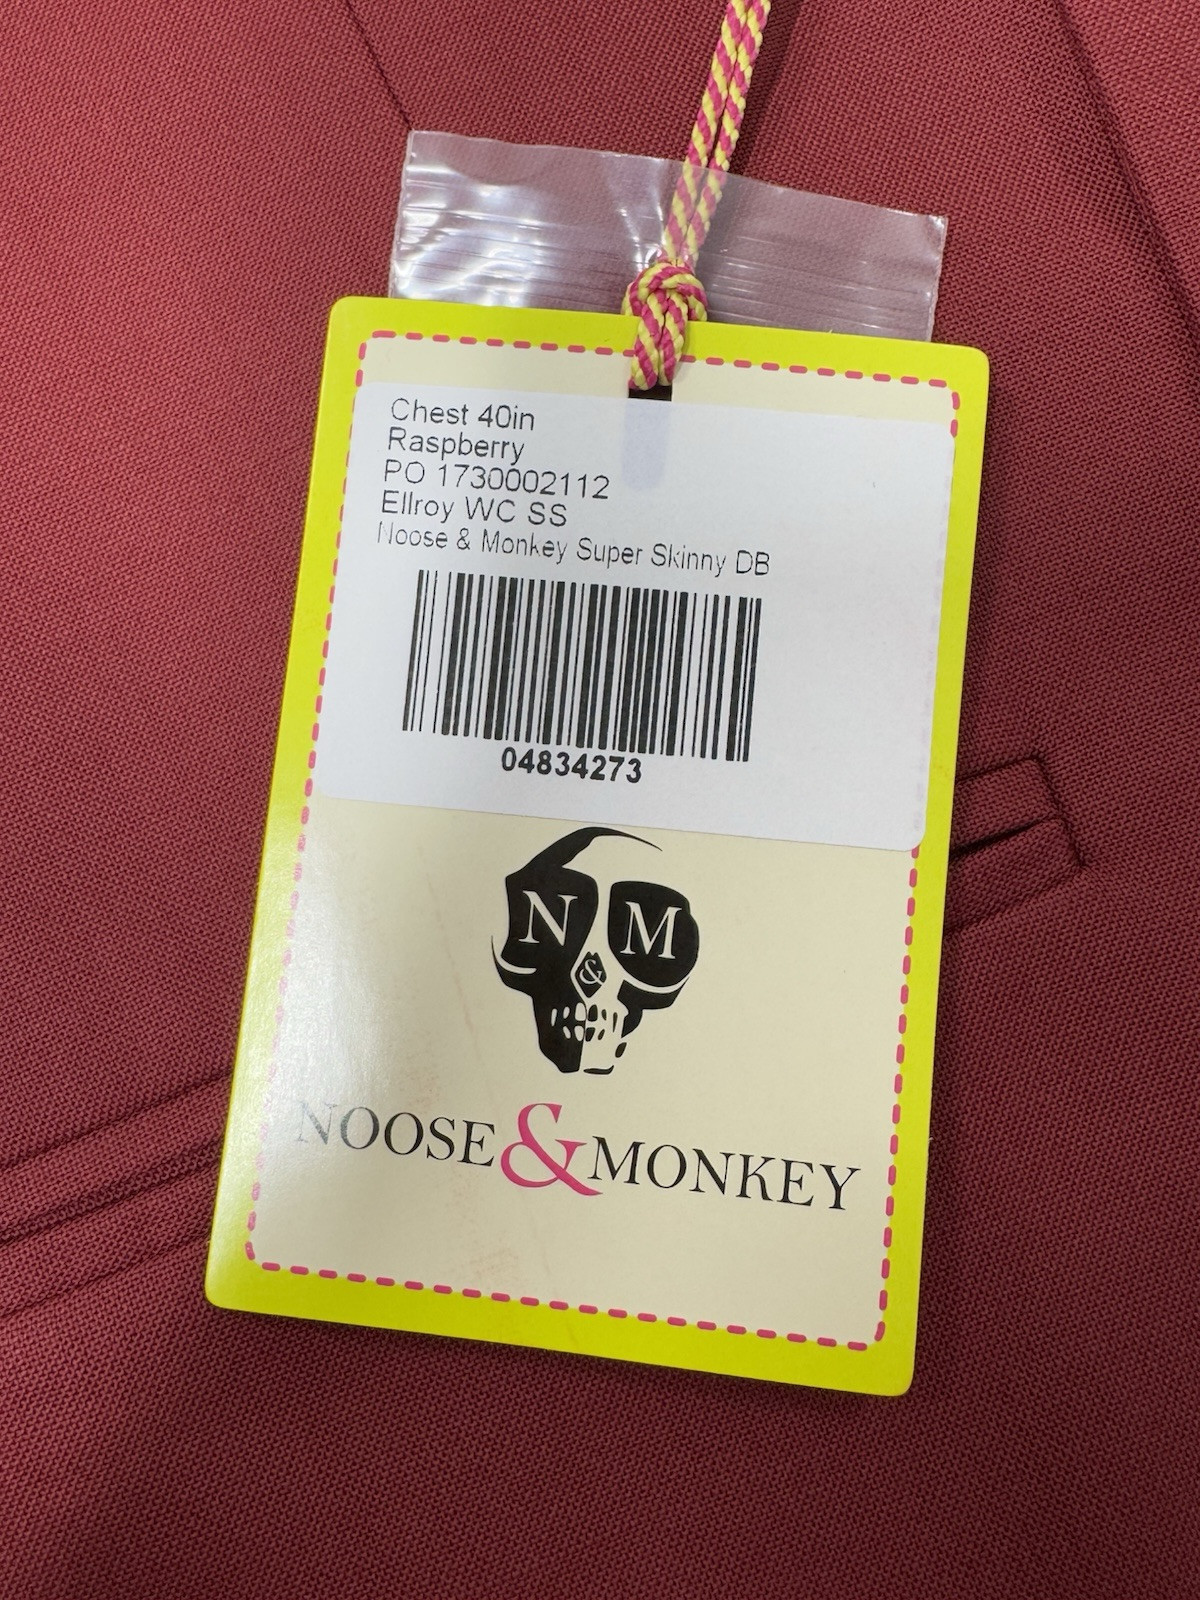 Chest 40in
Raspberry
PO 1730002112
Ellroy WC SS
Noose & Monkey Super Skinny DB
04834273
N M
&
NOOSE & MONKEY